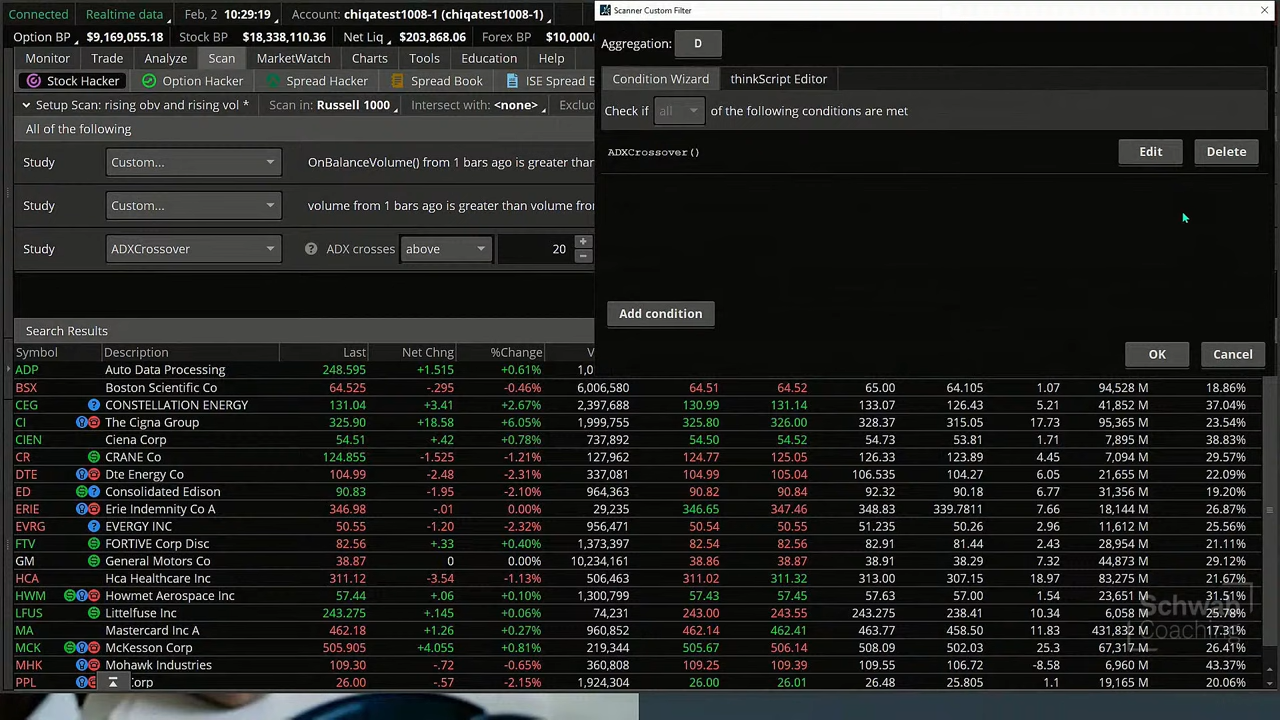 Connected Realtime data Feb, 2 10:29:19 Account: chiqatest1008-1 (chiqatest1008-1)
Option BP $9,169,055.18 Stock BP $18,338,110.36 Net Liq $203,868.06 Forex BP $10,000.
Monitor Trade Analyze Scan MarketWatch Charts Tools Education Help
Stock Hacker Option Hacker Spread Hacker Spread Book ISE Spread E
Setup Scan: rising obv and rising vol * Scan in: Russell 1000 Intersect with: <none> Exclu
All of the following
Study Custom... OnBalanceVolume() from 1 bars ago is greater than
Study Custom... volume from 1 bars ago is greater than volume from
Study ADXCrossover ADX crosses above 20
Scanner Custom Filter
Aggregation: D
Condition Wizard thinkScript Editor
Check if all of the following conditions are met
ADXCrossover() Edit Delete
Add condition
OK Cancel
Search Results
Symbol Description Last Net Chng %Change V
ADP Auto Data Processing 248.595 +1.515 +0.61% 1,0
BSX Boston Scientific Co 64.525 -.295 -0.46% 6,006,580 64.51 64.52 65.00 64.105 1.07 94,528 M 18.86%
CEG CONSTELLATION ENERGY 131.04 +3.41 +2.67% 2,397,688 130.99 131.14 133.07 126.43 5.21 41,852 M 37.04%
CI The Cigna Group 325.90 +18.58 +6.05% 1,999,755 325.80 326.00 328.37 315.05 17.73 95,365 M 23.54%
CIEN Ciena Corp 54.51 +.42 +0.78% 737,892 54.50 54.52 54.73 53.81 1.71 7,895 M 38.83%
CR CRANE Co 124.855 -1.525 -1.21% 127,962 124.77 125.05 126.33 123.89 4.45 7,094 M 29.57%
DTE Dte Energy Co 104.99 -2.48 -2.31% 337,081 104.99 105.04 106.535 104.27 6.05 21,655 M 22.09%
ED Consolidated Edison 90.83 -1.95 -2.10% 964,363 90.82 90.84 92.32 90.18 6.77 31,356 M 19.20%
ERIE Erie Indemnity Co A 346.98 -.01 0.00% 29,235 346.65 347.46 348.83 339.7811 7.66 18,144 M 26.87%
EVRG EVERGY INC 50.55 -1.20 -2.32% 956,471 50.54 50.55 51.235 50.26 2.96 11,612 M 25.56%
FTV FORTIVE Corp Disc 82.56 +.33 +0.40% 1,373,397 82.54 82.56 82.91 81.44 2.43 28,954 M 21.11%
GM General Motors Co 38.87 0 0.00% 10,234,161 38.86 38.87 38.91 38.29 7.32 44,873 M 29.12%
HCA Hca Healthcare Inc 311.12 -3.54 -1.13% 506,463 311.02 311.32 313.00 307.15 18.97 83,275 M 21.67%
HWM Howmet Aerospace Inc 57.44 +.06 +0.10% 1,300,799 57.43 57.45 57.63 57.00 1.54 23,651 M 31.51%
LFUS Littelfuse Inc 243.275 +.145 +0.06% 74,231 243.00 243.55 243.275 238.41 10.34 6,058 M 25.78%
MA Mastercard Inc A 462.18 +1.26 +0.27% 960,852 462.14 462.41 463.77 458.50 11.83 431,832 M 17.31%
MCK McKesson Corp 505.905 +4.055 +0.81% 219,344 505.67 506.14 508.09 502.03 25.3 67,317 M 26.41%
MHK Mohawk Industries 109.30 -.72 -0.65% 360,808 109.25 109.39 109.55 106.72 -8.58 6,960 M 43.37%
PPL orp 26.00 -.57 -2.15% 1,924,304 26.00 26.01 26.48 25.805 1.1 19,165 M 20.06%
Schwab
Coaching